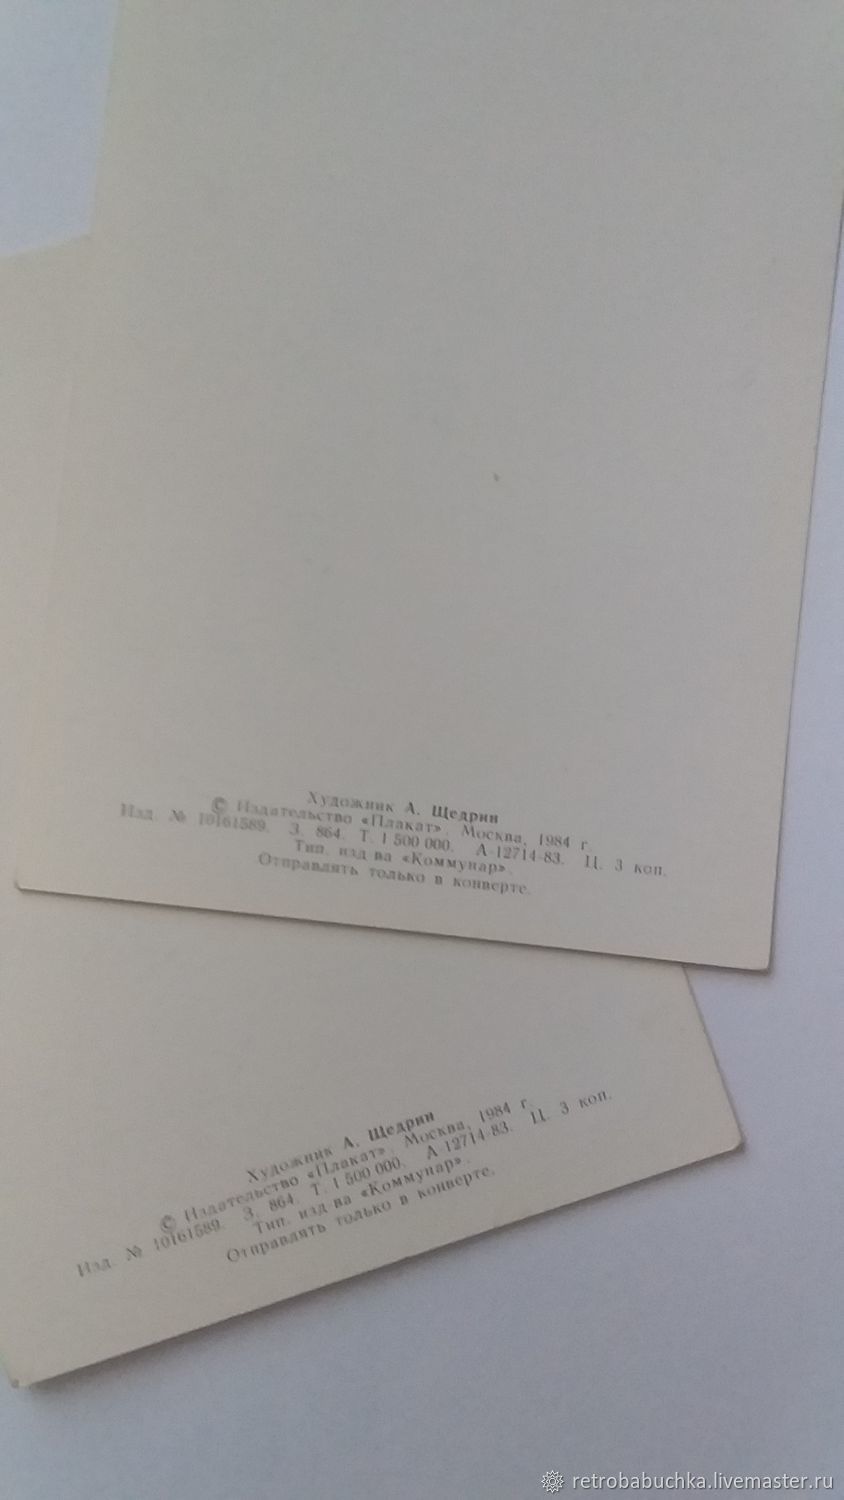 Художник А. Щедрин
© Издательство «Плакат». Москва, 1984 г.
Изд. № 10161589. З. 864. Т. 1 500 000. А-12714-83. Ц. 3 коп.
Тип. изд ва «Коммунар».
Отправлять только в конверте.
Художник А. Щедрин
© Издательство «Плакат». Москва, 1984 г.
Изд. № 10161589. З. 864. Т. 1 500 000. А 12714-83. Ц. 3 коп.
Тип. изд ва «Коммунар».
Отправлять только в конверте.
retrobabuchka.livemaster.ru